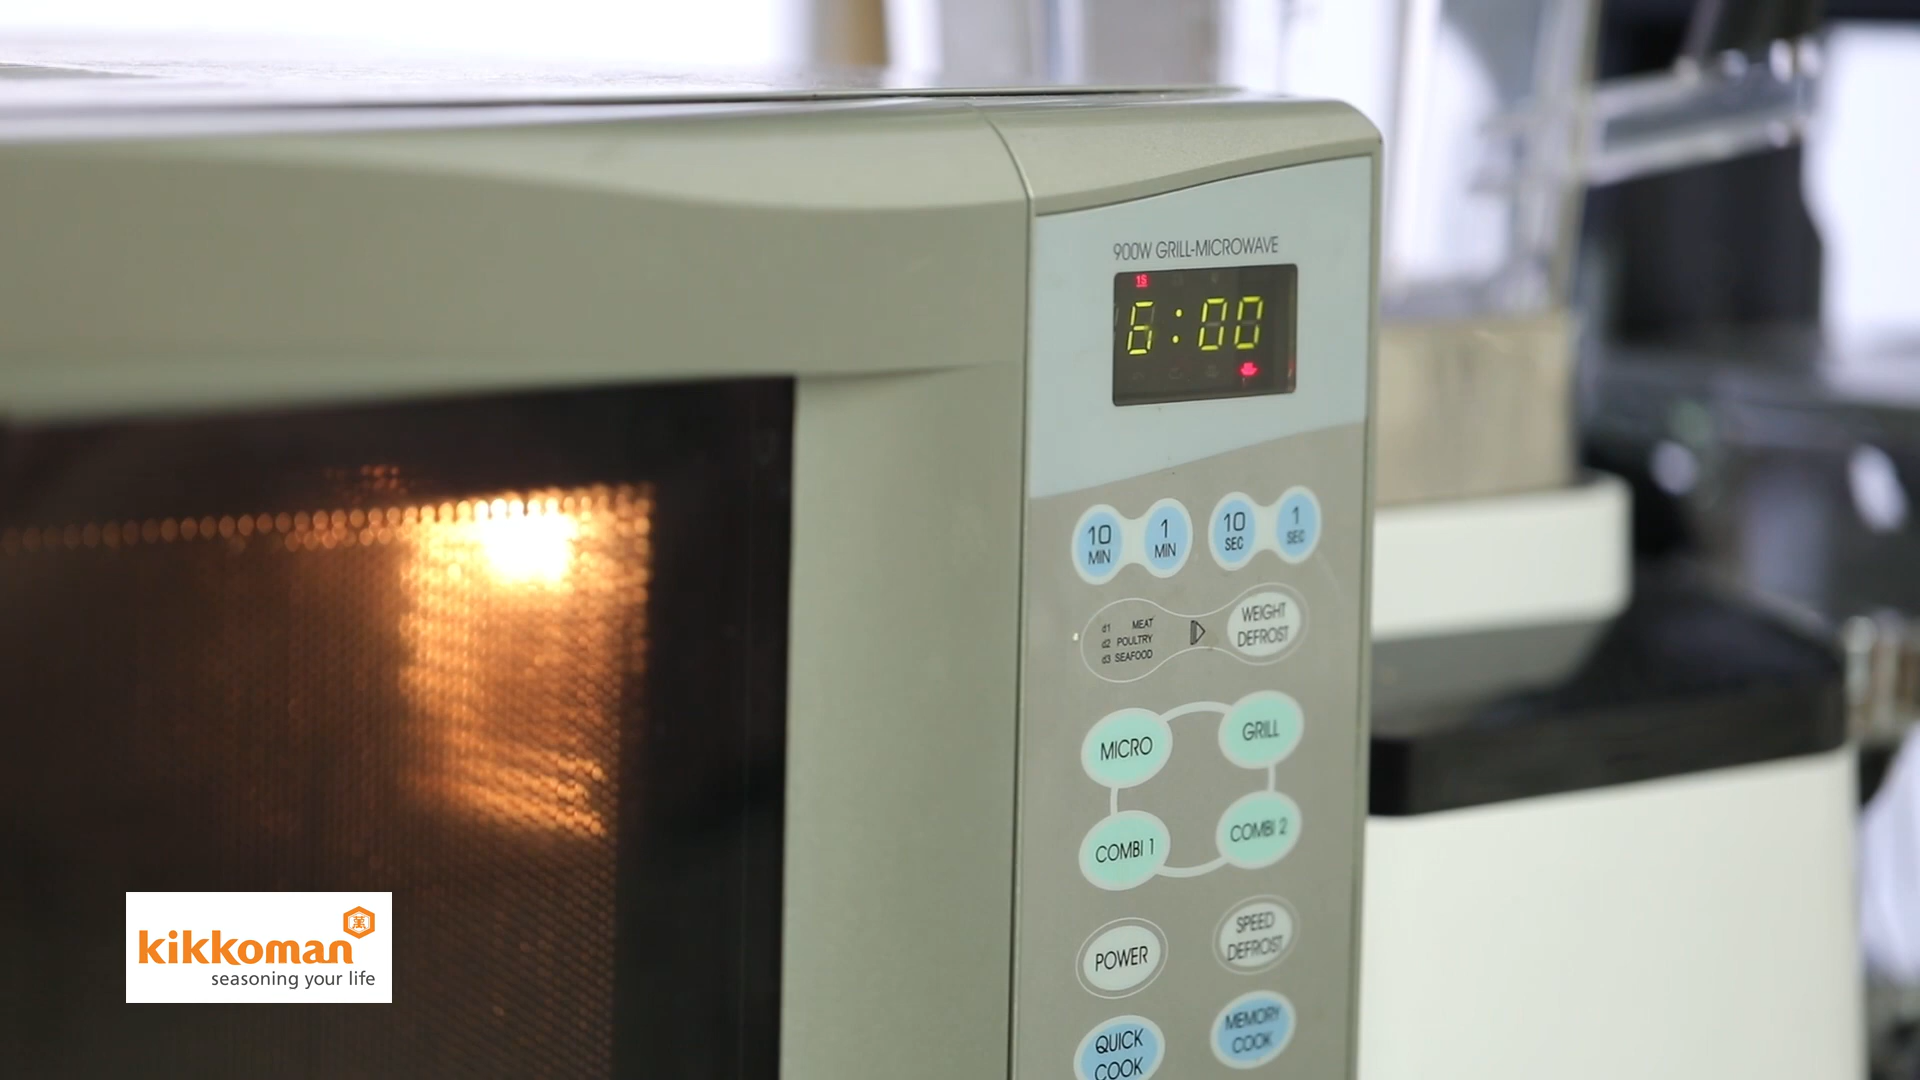 900W GRILL-MICROWAVE
1S
6:00
10 MIN
1 MIN
10 SEC
1 SEC
d1 MEAT
d2 POULTRY
d3 SEAFOOD
WEIGHT DEFROST
MICRO
GRILL
COMBI 1
COMBI 2
POWER
SPEED DEFROST
QUICK COOK
MEMORY COOK
萬
kikkoman
seasoning your life